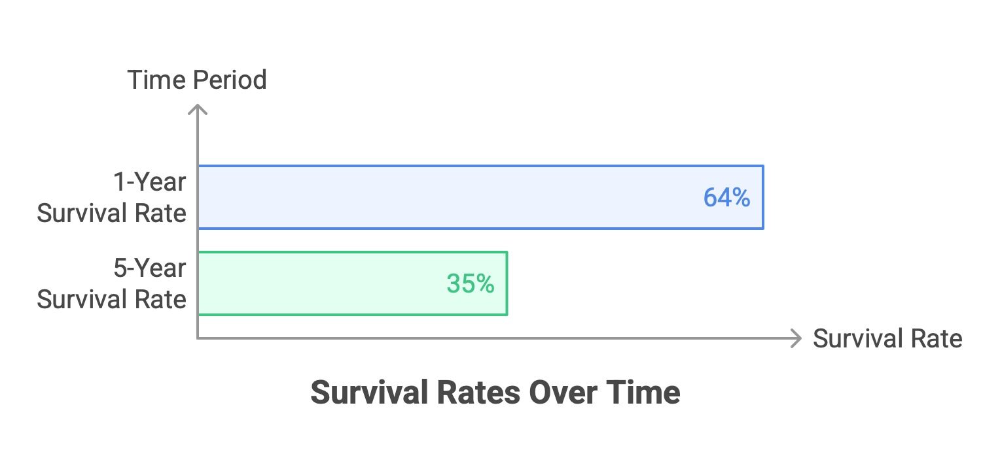 Time Period
1-Year
Survival Rate
64%
5-Year
Survival Rate
35%
Survival Rate
Survival Rates Over Time